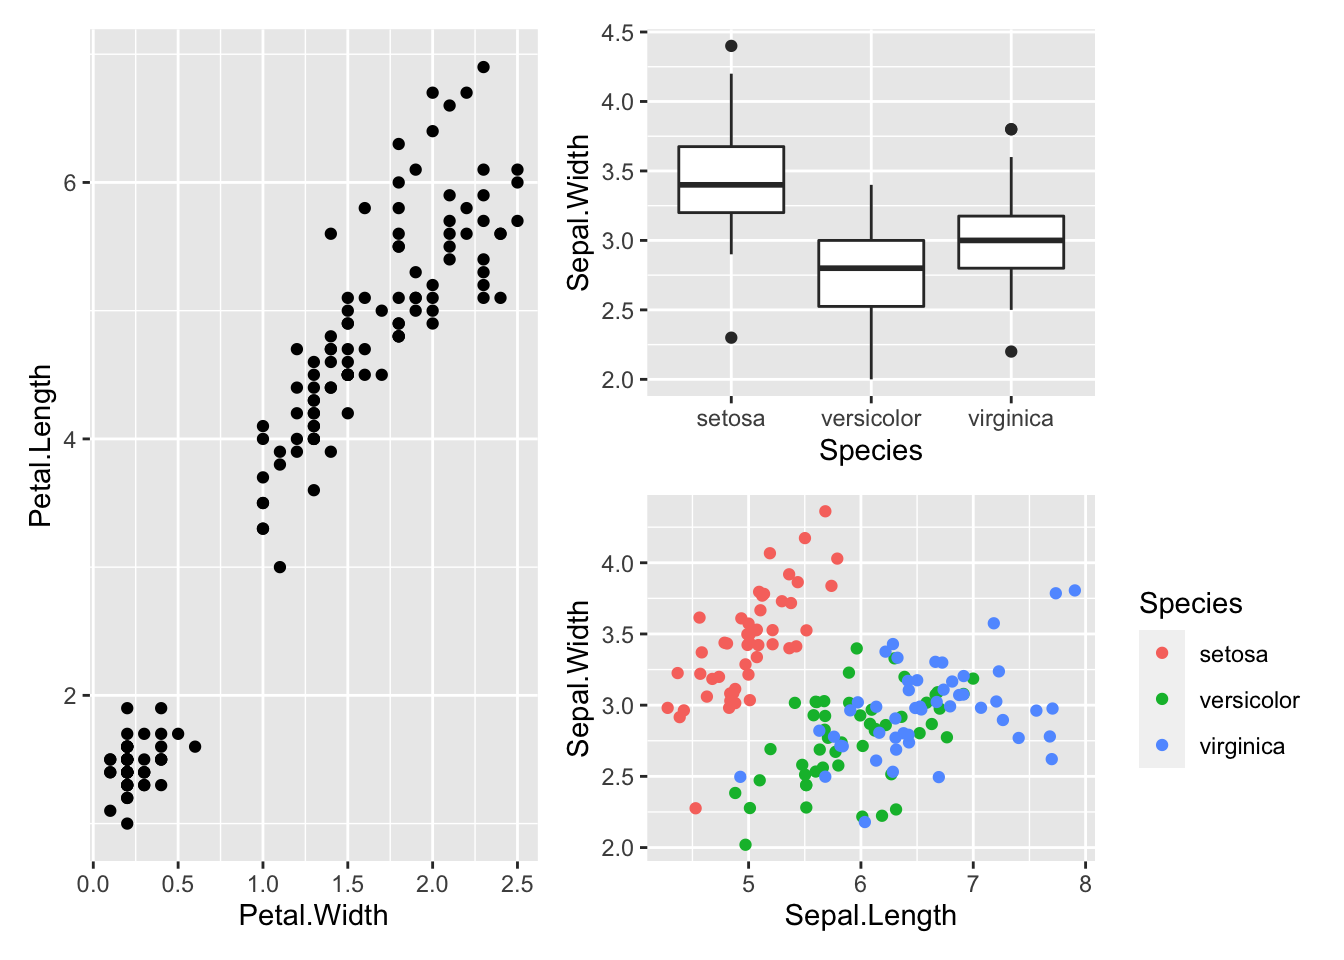 Petal.Length
6
4
2
0.0 0.5 1.0 1.5 2.0 2.5
Petal.Width
Sepal.Width
4.5
4.0
3.5
3.0
2.5
2.0
setosa versicolor virginica
Species
Sepal.Width
4.0
3.5
3.0
2.5
2.0
5 6 7 8
Sepal.Length
Species
setosa
versicolor
virginica